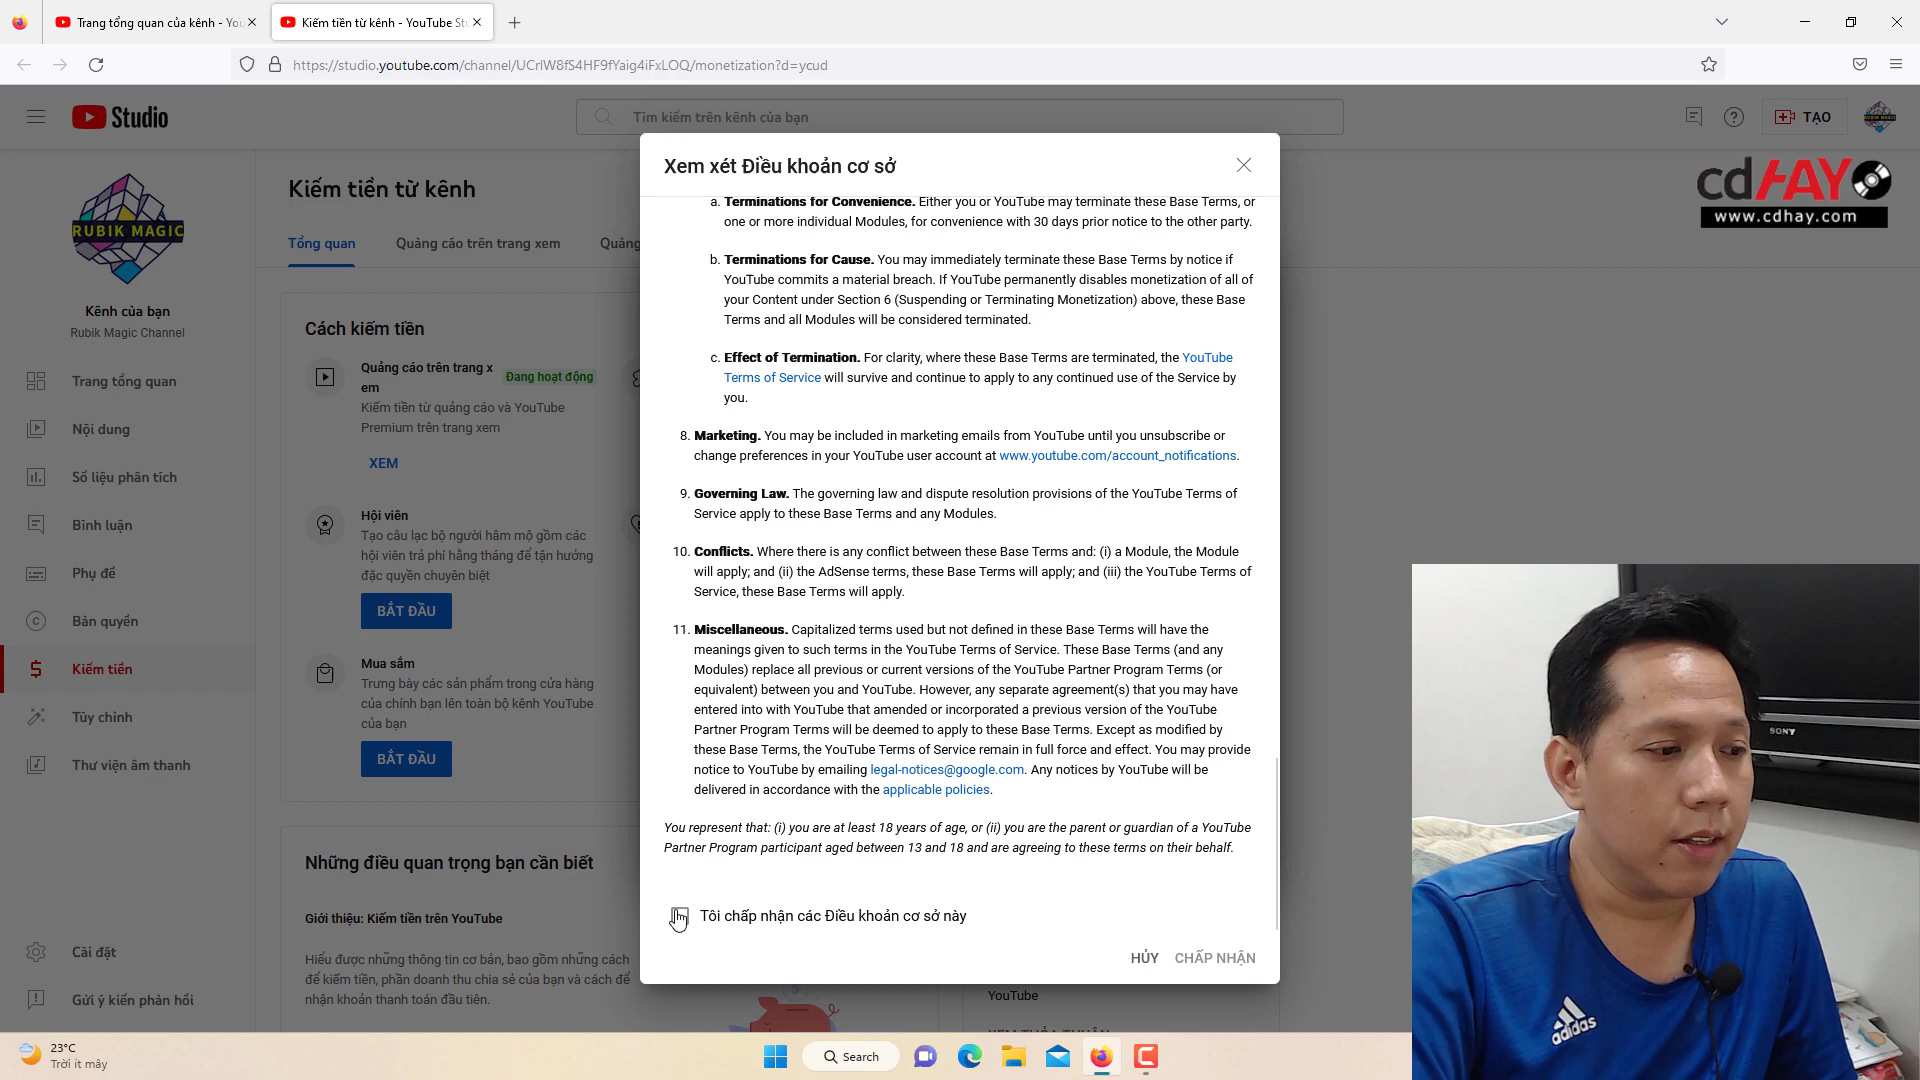 Trang tổng quan của kênh - You
Kiếm tiền từ kênh - YouTube Stu
https://studio.youtube.com/channel/UCrlW8fS4HF9fYaig4iFxLOQ/monetization?d=ycud
Studio
Tìm kiếm trên kênh của bạn
TẠO
cdHAY
www.cdhay.com
RUBIK MAGIC
Kênh của bạn
Rubik Magic Channel
Trang tổng quan
Nội dung
Số liệu phân tích
Bình luận
Phụ đề
Bản quyền
Kiếm tiền
Tùy chỉnh
Thư viện âm thanh
Cài đặt
Gửi ý kiến phản hồi
Kiếm tiền từ kênh
Tổng quan
Quảng cáo trên trang xem
Quảng
Cách kiếm tiền
Quảng cáo trên trang x
em
Đang hoạt động
Kiếm tiền từ quảng cáo và YouTube
Premium trên trang xem
XEM
Hội viên
Tạo câu lạc bộ người hâm mộ gồm các
hội viên trả phí hằng tháng để tận hưởng
đặc quyền chuyên biệt
BẮT ĐẦU
Mua sắm
Trưng bày các sản phẩm trong cửa hàng
của chính bạn lên toàn bộ kênh YouTube
của bạn
BẮT ĐẦU
Những điều quan trọng bạn cần biết
Giới thiệu: Kiếm tiền trên YouTube
Hiểu được những thông tin cơ bản, bao gồm những cách
để kiếm tiền, phần doanh thu chia sẻ của bạn và cách để
nhận khoản thanh toán đầu tiên.
Xem xét Điều khoản cơ sở
a. Terminations for Convenience. Either you or YouTube may terminate these Base Terms, or
one or more individual Modules, for convenience with 30 days prior notice to the other party.
b. Terminations for Cause. You may immediately terminate these Base Terms by notice if
YouTube commits a material breach. If YouTube permanently disables monetization of all of
your Content under Section 6 (Suspending or Terminating Monetization) above, these Base
Terms and all Modules will be considered terminated.
c. Effect of Termination. For clarity, where these Base Terms are terminated, the YouTube
Terms of Service will survive and continue to apply to any continued use of the Service by
you.
8. Marketing. You may be included in marketing emails from YouTube until you unsubscribe or
change preferences in your YouTube user account at www.youtube.com/account_notifications.
9. Governing Law. The governing law and dispute resolution provisions of the YouTube Terms of
Service apply to these Base Terms and any Modules.
10. Conflicts. Where there is any conflict between these Base Terms and: (i) a Module, the Module
will apply; and (ii) the AdSense terms, these Base Terms will apply; and (iii) the YouTube Terms of
Service, these Base Terms will apply.
11. Miscellaneous. Capitalized terms used but not defined in these Base Terms will have the
meanings given to such terms in the YouTube Terms of Service. These Base Terms (and any
Modules) replace all previous or current versions of the YouTube Partner Program Terms (or
equivalent) between you and YouTube. However, any separate agreement(s) that you may have
entered into with YouTube that amended or incorporated a previous version of the YouTube
Partner Program Terms will be deemed to apply to these Base Terms. Except as modified by
these Base Terms, the YouTube Terms of Service remain in full force and effect. You may provide
notice to YouTube by emailing legal-notices@google.com. Any notices by YouTube will be
delivered in accordance with the applicable policies.
You represent that: (i) you are at least 18 years of age, or (ii) you are the parent or guardian of a YouTube
Partner Program participant aged between 13 and 18 and are agreeing to these terms on their behalf.
Tôi chấp nhận các Điều khoản cơ sở này
HỦY
CHẤP NHẬN
YouTube
XEM THỎA THUẬN
SONY
adidas
23°C
Trời ít mây
Search